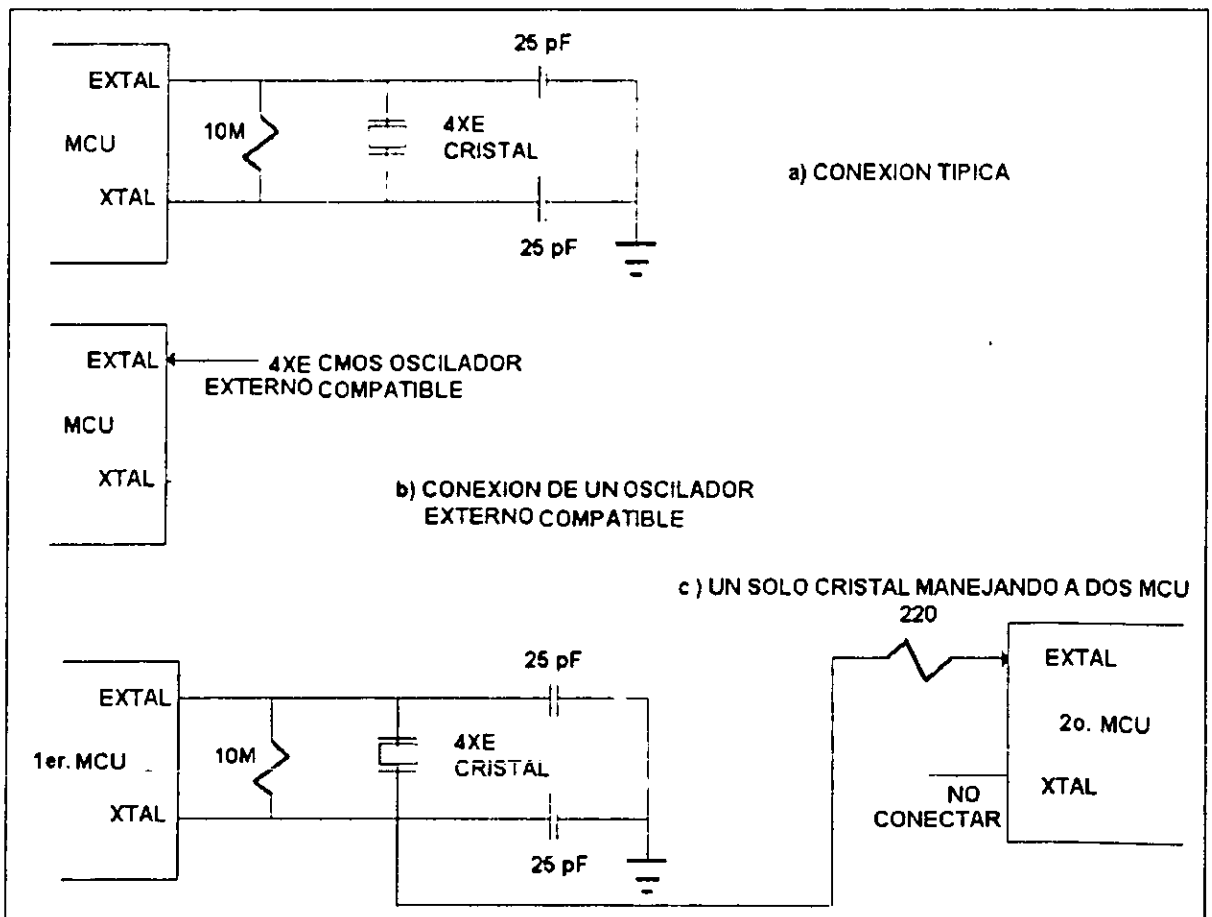 25 pF
EXTAL
10M
4XE
MCU
CRISTAL
a) CONEXION TIPICA
XTAL
25 pF
EXTAL
4XE CMOS OSCILADOR
EXTERNO COMPATIBLE
MCU
XTAL
b) CONEXION DE UN OSCILADOR
EXTERNO COMPATIBLE
c ) UN SOLO CRISTAL MANEJANDO A DOS MCU
220
25 pF
EXTAL
EXTAL
4XE
2o. MCU
1er. MCU
10M
CRISTAL
XTAL
NO
CONECTAR
XTAL
25 pF